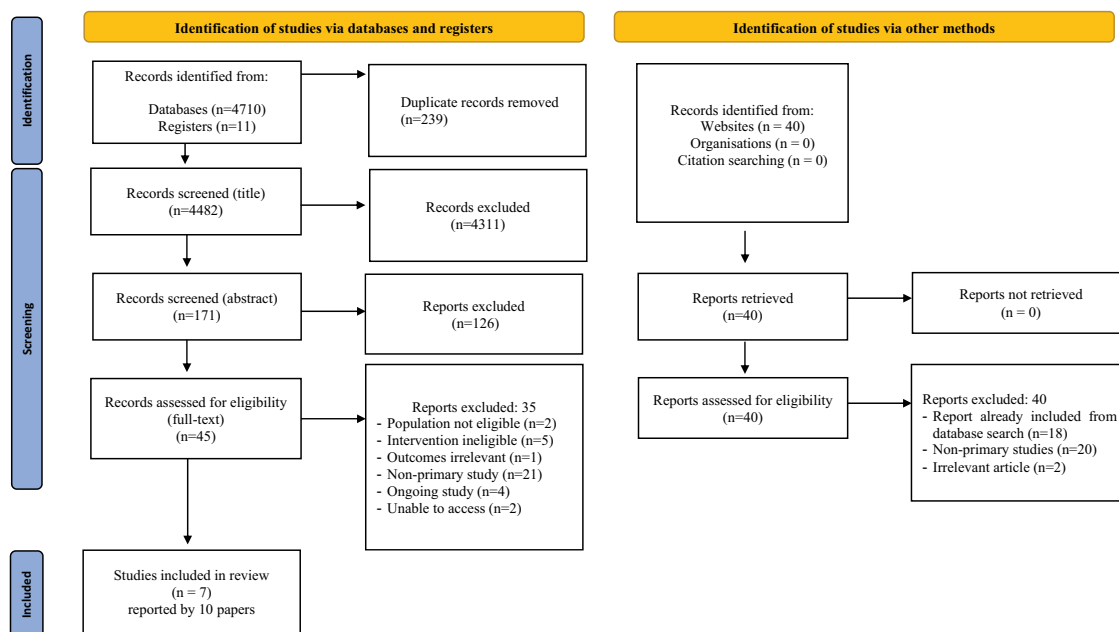 Identification of studies via databases and registers
Identification of studies via other methods
Identification
Records identified from:
Databases (n=4710)
Registers (n=11)
Duplicate records removed
(n=239)
Records identified from:
Websites (n = 40)
Organisations (n = 0)
Citation searching (n = 0)
Screening
Records screened (title)
(n=4482)
Records excluded
(n=4311)
Records screened (abstract)
(n=171)
Reports excluded
(n=126)
Reports retrieved
(n=40)
Reports not retrieved
(n = 0)
Records assessed for eligibility
(full-text)
(n=45)
Reports excluded: 35
- Population not eligible (n=2)
- Intervention ineligible (n=5)
- Outcomes irrelevant (n=1)
- Non-primary study (n=21)
- Ongoing study (n=4)
- Unable to access (n=2)
Reports assessed for eligibility
(n=40)
Reports excluded: 40
- Report already included from
database search (n=18)
- Non-primary studies (n=20)
- Irrelevant article (n=2)
Included
Studies included in review
(n = 7)
reported by 10 papers